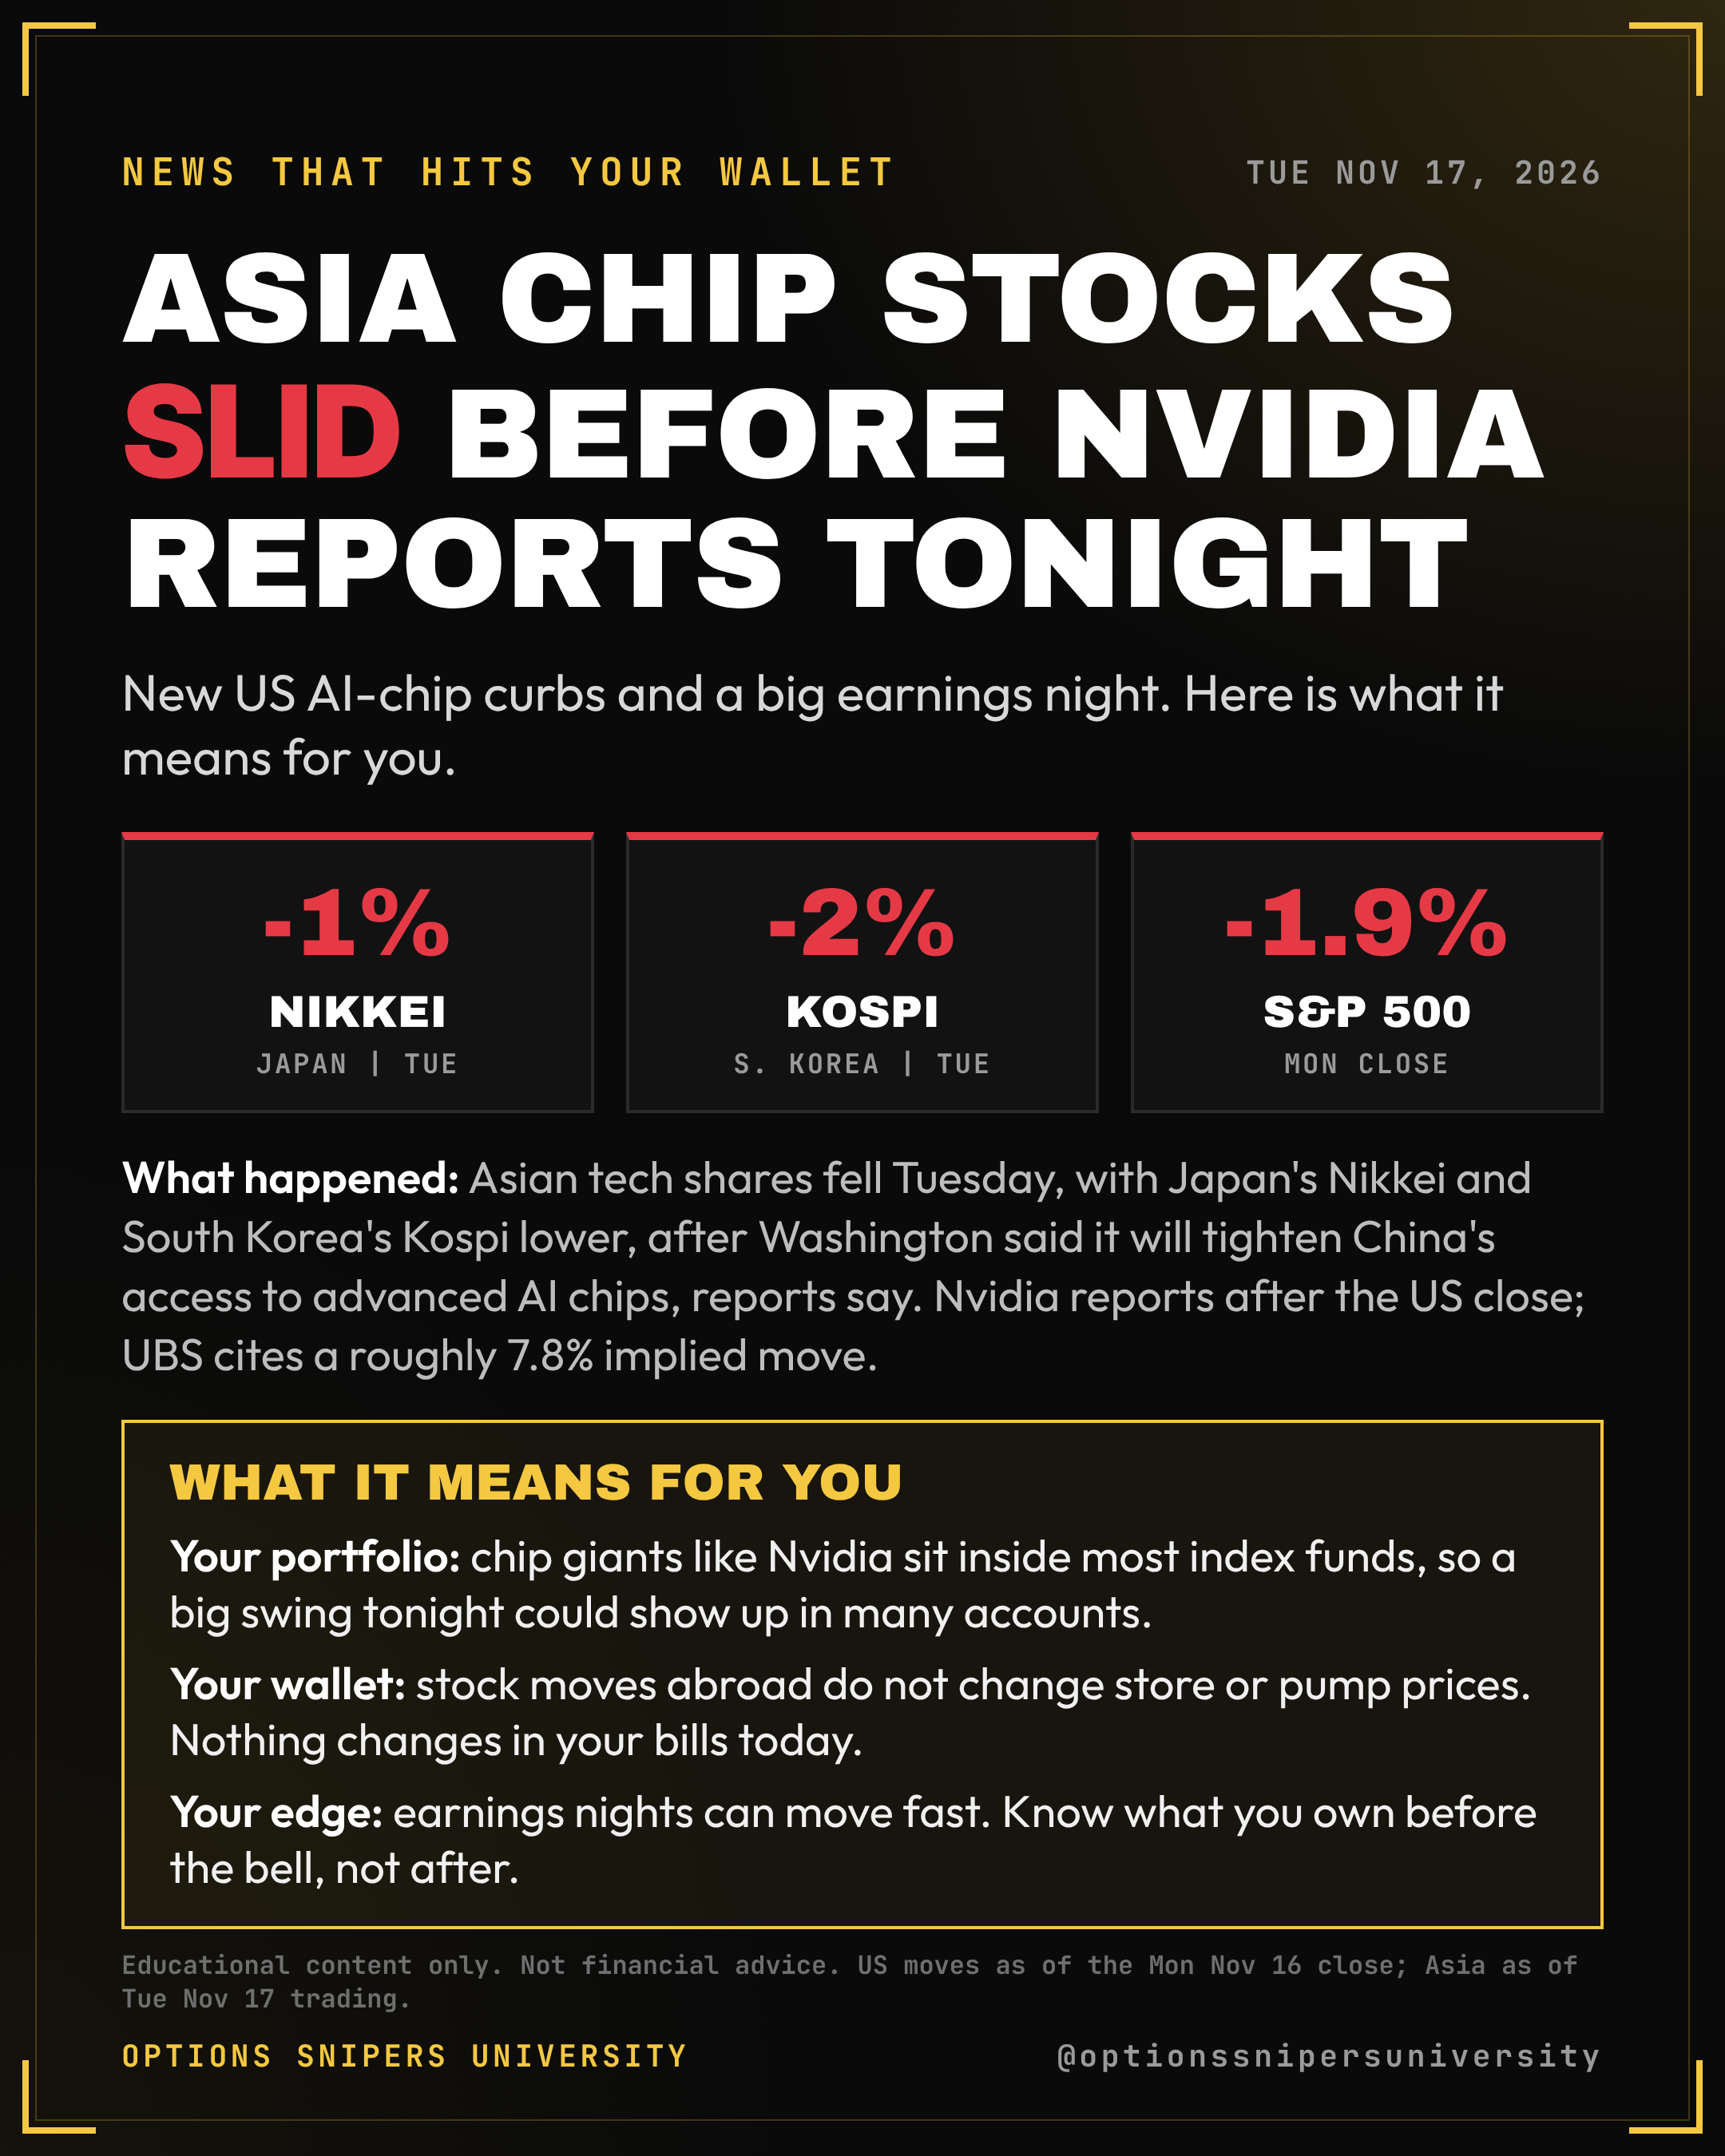 NEWS THAT HITS YOUR WALLET
TUE NOV 17, 2026
ASIA CHIP STOCKS
SLID BEFORE NVIDIA
REPORTS TONIGHT
New US AI-chip curbs and a big earnings night. Here is what it
means for you.
-1%
NIKKEI
JAPAN | TUE
-2%
KOSPI
S. KOREA | TUE
-1.9%
S&P 500
MON CLOSE
What happened: Asian tech shares fell Tuesday, with Japan's Nikkei and
South Korea's Kospi lower, after Washington said it will tighten China's
access to advanced AI chips, reports say. Nvidia reports after the US close;
UBS cites a roughly 7.8% implied move.
WHAT IT MEANS FOR YOU
Your portfolio: chip giants like Nvidia sit inside most index funds, so a
big swing tonight could show up in many accounts.
Your wallet: stock moves abroad do not change store or pump prices.
Nothing changes in your bills today.
Your edge: earnings nights can move fast. Know what you own before
the bell, not after.
Educational content only. Not financial advice. US moves as of the Mon Nov 16 close; Asia as of
Tue Nov 17 trading.
OPTIONS SNIPERS UNIVERSITY
@optionssnipersuniversity